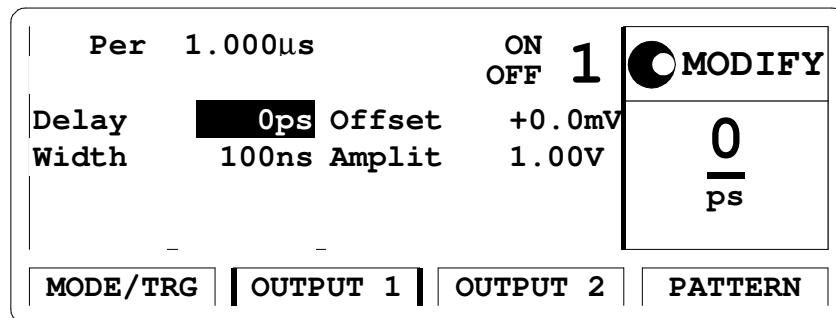 Per 1.000µs ON
OFF 1 MODIFY
Delay 0ps Offset +0.0mV
Width 100ns Amplit 1.00V
0
ps
MODE/TRG OUTPUT 1 OUTPUT 2 PATTERN